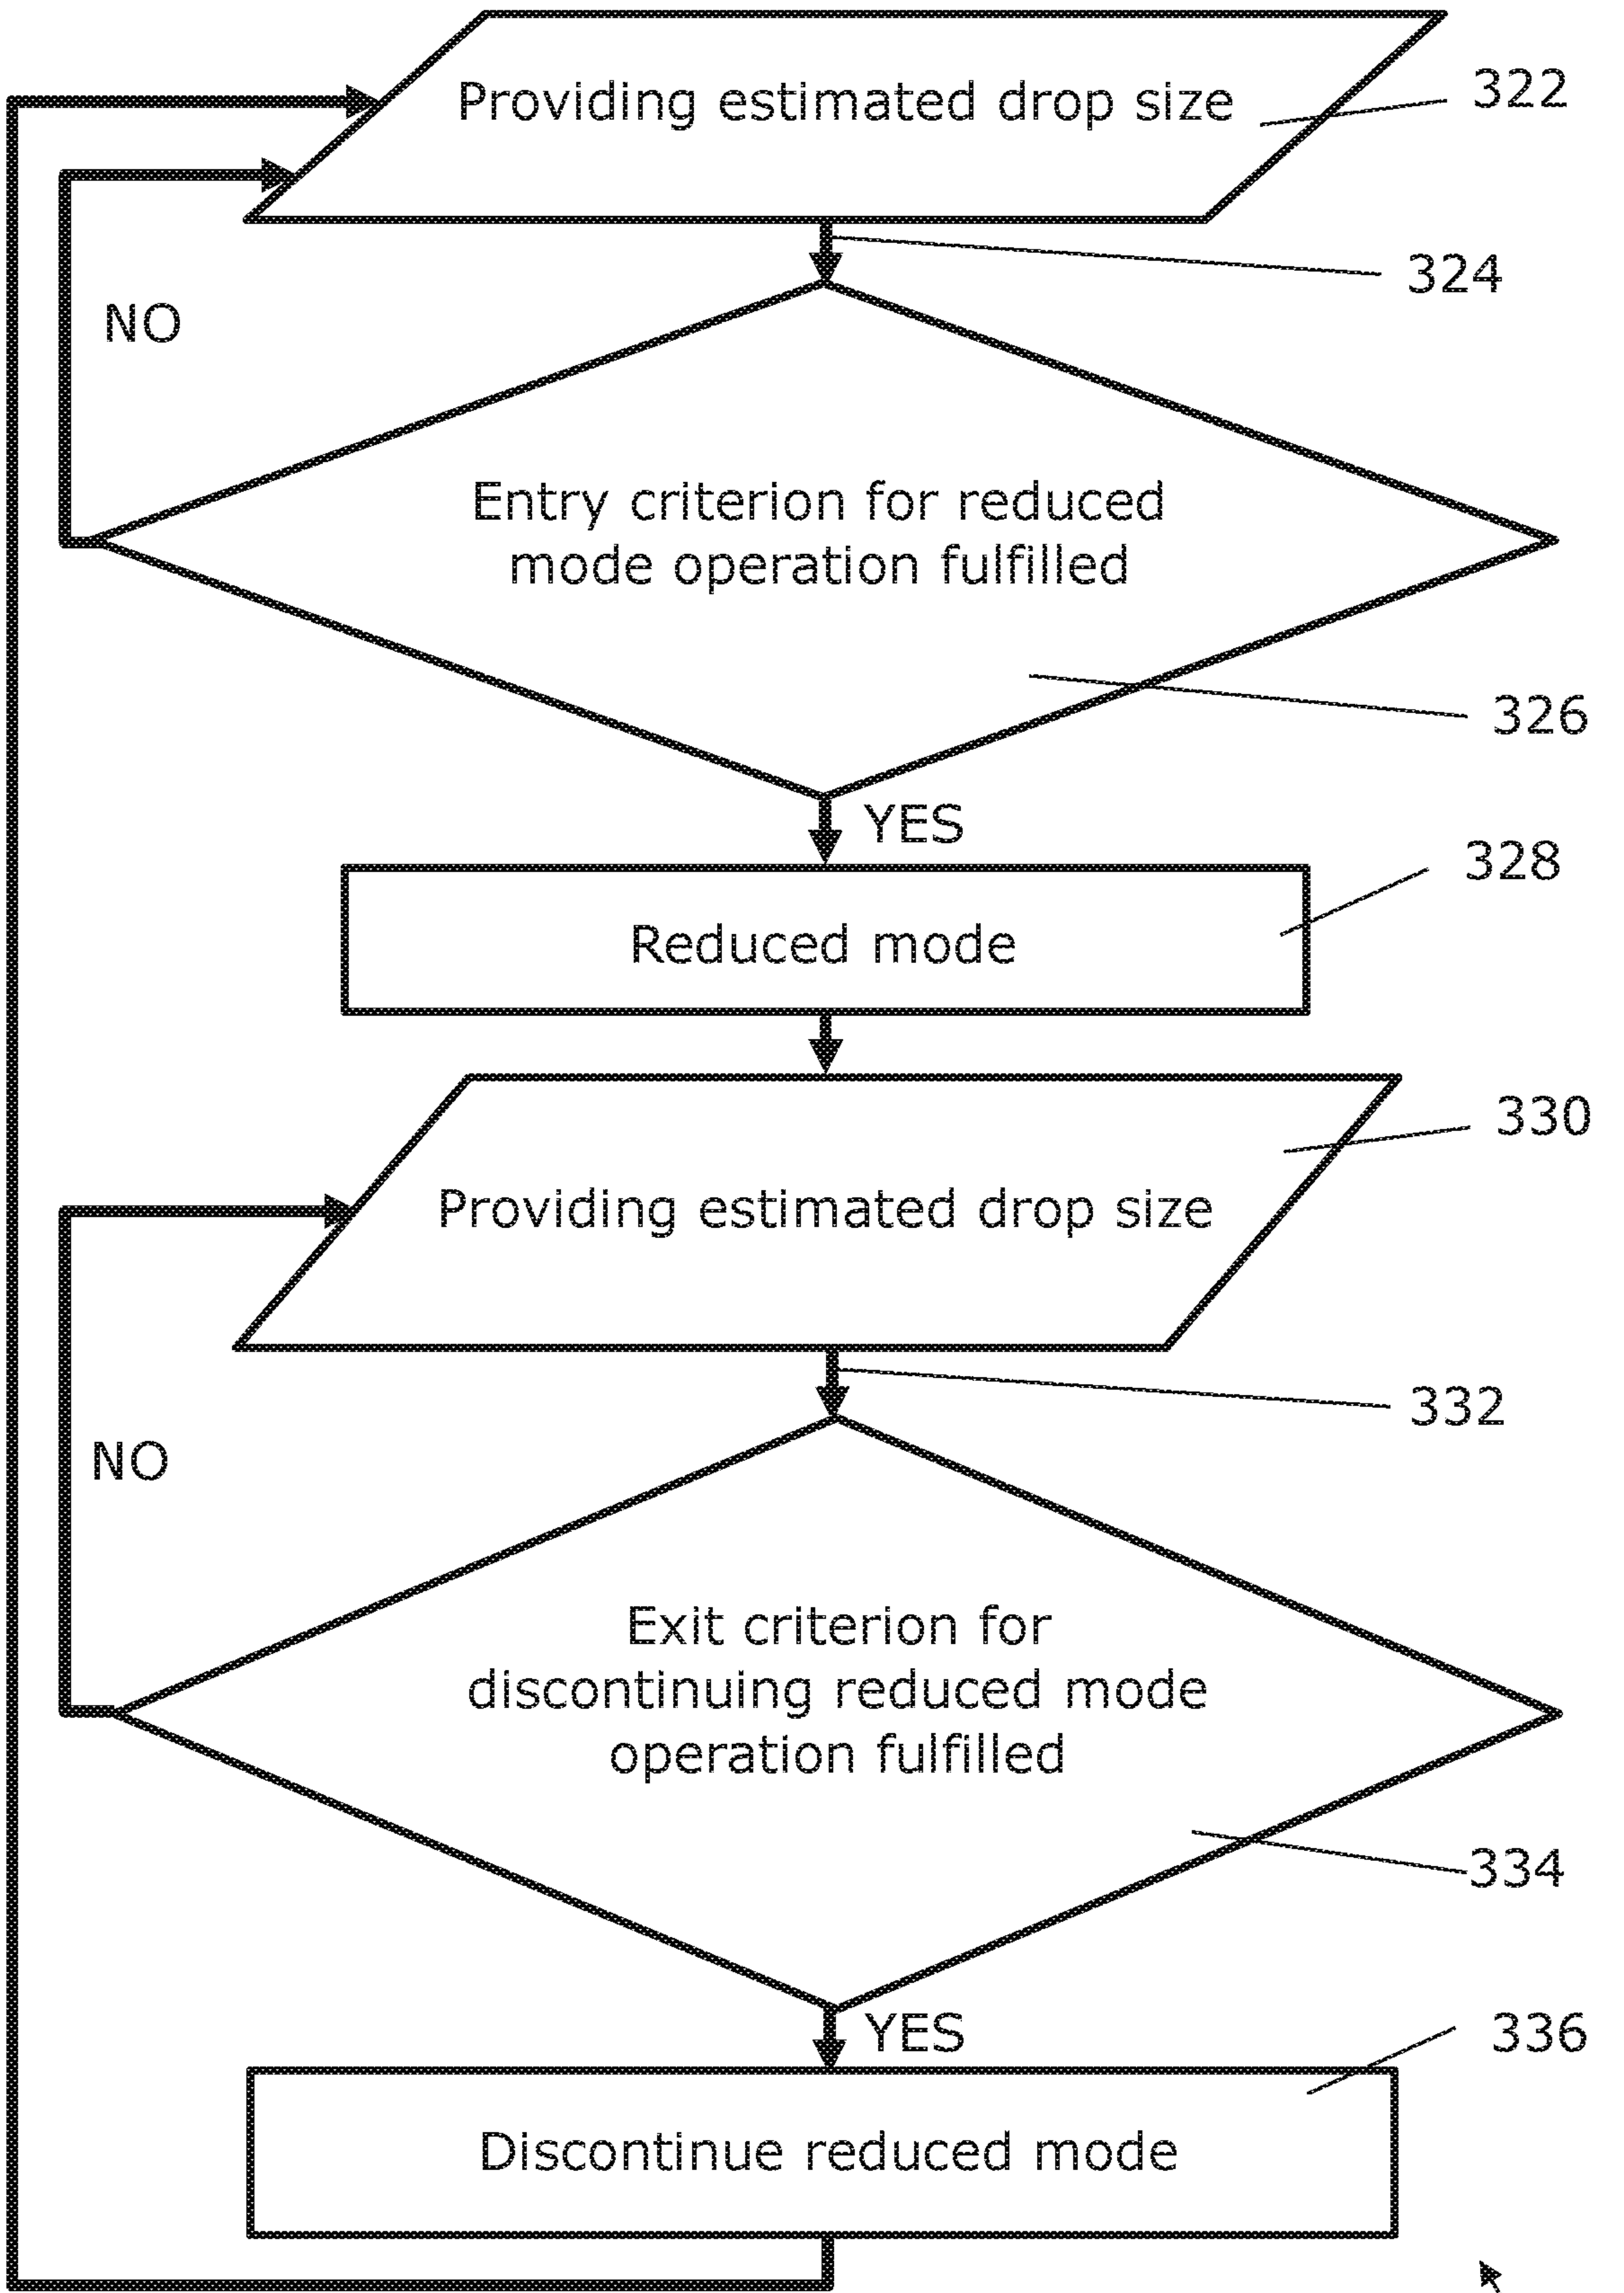 Providing estimated drop size
322
324
NO
Entry criterion for reduced
mode operation fulfilled
326
YES
328
Reduced mode
330
Providing estimated drop size
332
NO
Exit criterion for
discontinuing reduced mode
operation fulfilled
334
YES
336
Discontinue reduced mode